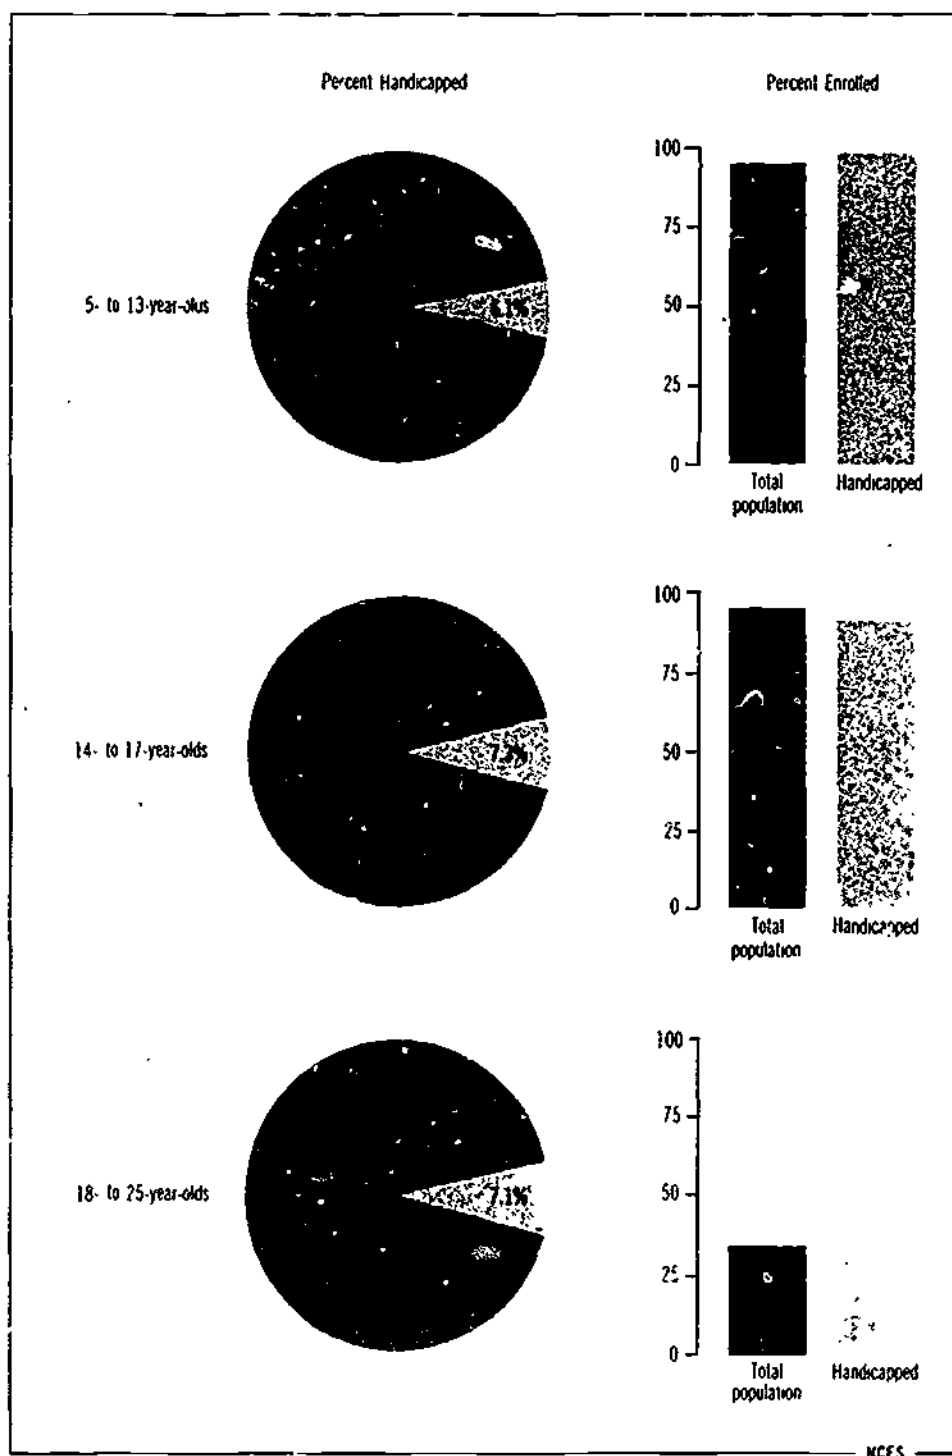 Percent Handicapped
Percent Enrolled
5- to 13-year-olds
6.1%
100
75
50
25
0
Total
population
Handicapped
14- to 17-year-olds
100
75
50
25
0
Total
population
Handicapped
18- to 25-year-olds
7.1%
100
75
50
25
0
Total
population
Handicapped
NCES